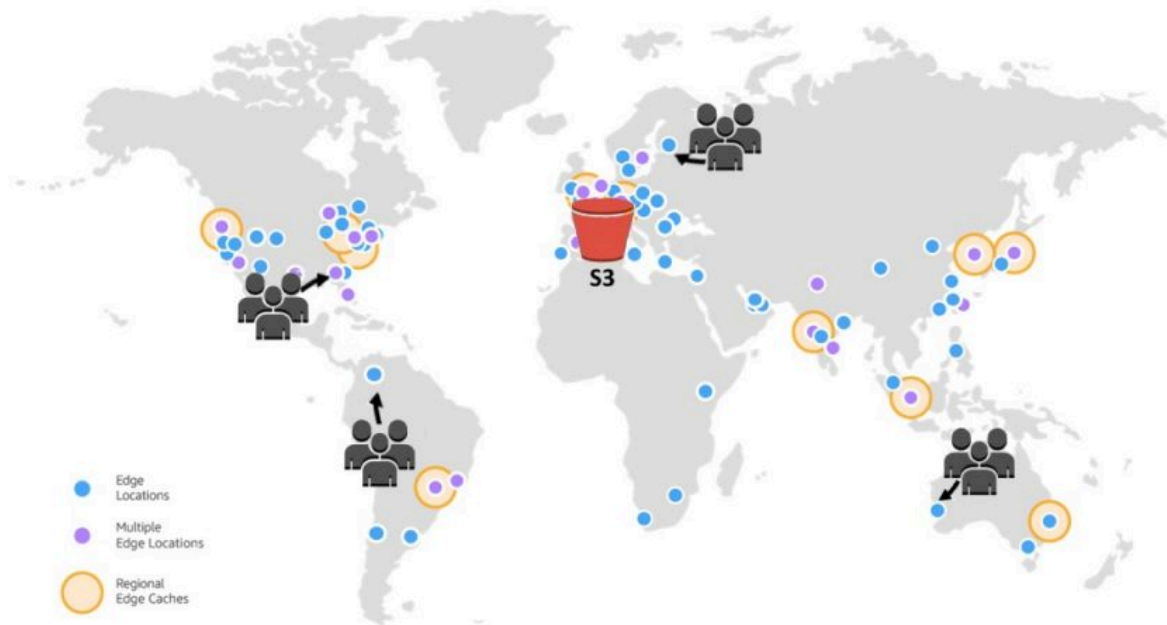 S3
Edge
Locations
Multiple
Edge Locations
Regional
Edge Caches